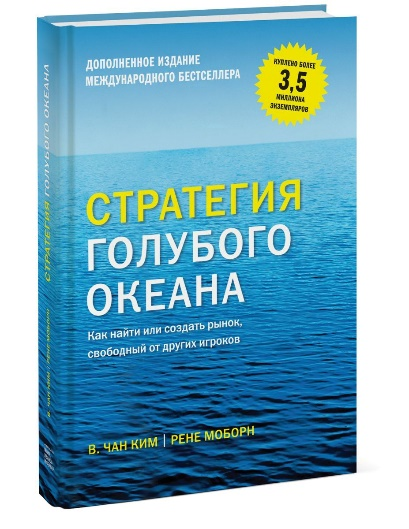 ДОПОЛНЕННОЕ ИЗДАНИЕ
МЕЖДУНАРОДНОГО БЕСТСЕЛЛЕРА
КУПЛЕНО БОЛЕЕ
3,5
МИЛЛИОНА
ЭКЗЕМПЛЯРОВ
СТРАТЕГИЯ
ГОЛУБОГО
ОКЕАНА
Как найти или создать рынок,
свободный от других игроков
В. ЧАН КИМ | РЕНЕ МОБОРН
В. ЧАН КИМ | РЕНЕ МОБОРН СТРАТЕГИЯ ГОЛУБОГО ОКЕАНА